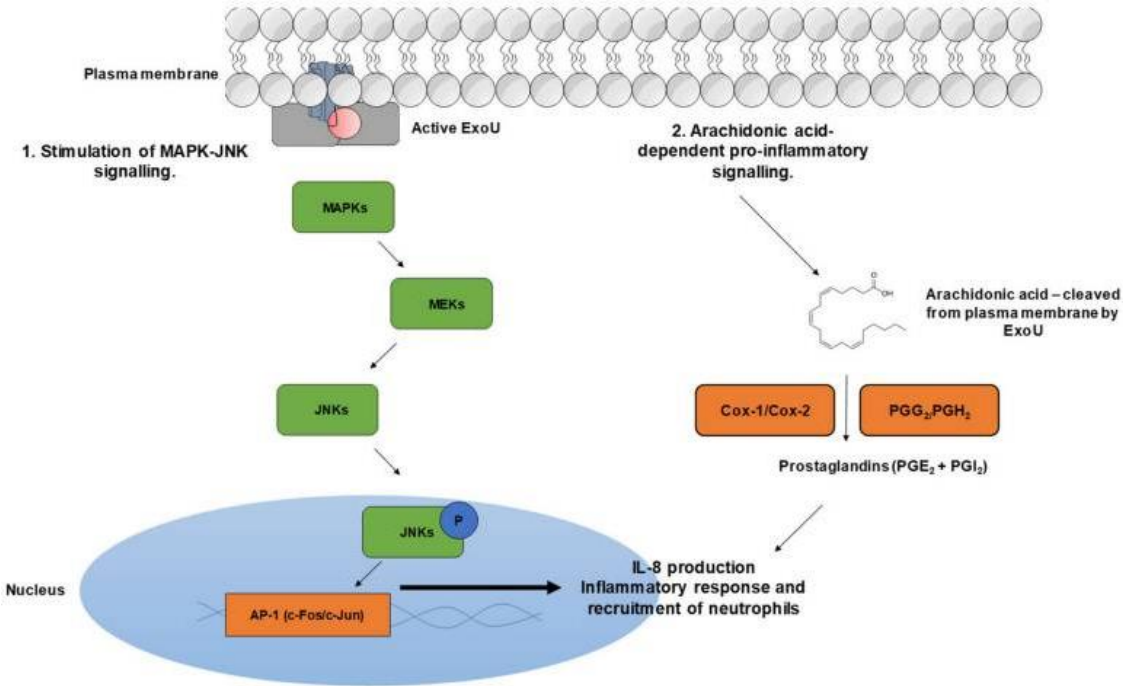 Plasma membrane
Active ExoU
1. Stimulation of MAPK-JNK
signalling.
2. Arachidonic acid-
dependent pro-inflammatory
signalling.
MAPKs
MEKs
O
OH
Arachidonic acid – cleaved
from plasma membrane by
ExoU
JNKs
Cox-1/Cox-2
PGG₂/PGH₂
Prostaglandins (PGE₂ + PGI₂)
JNKs
P
Nucleus
IL-8 production
Inflammatory response and
recruitment of neutrophils
AP-1 (c-Fos/c-Jun)